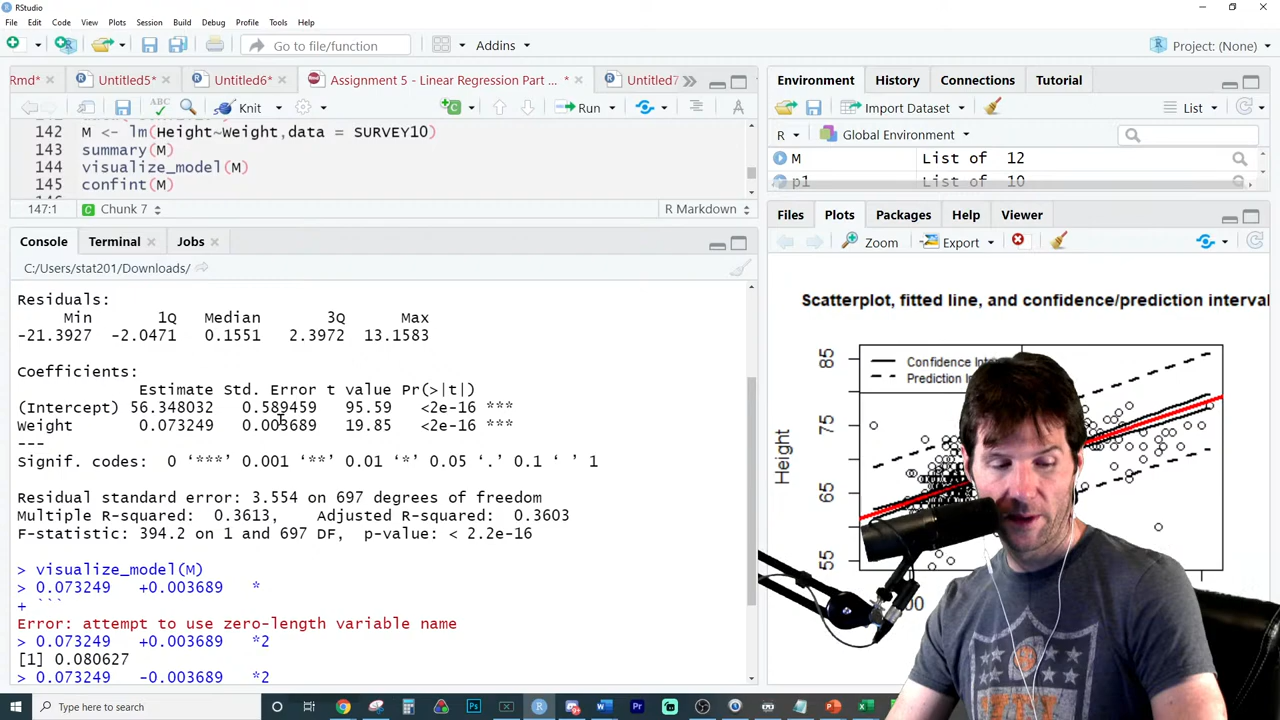 RStudio
File Edit Code View Plots Session Build Debug Profile Tools Help
Go to file/function
Addins
Project: (None)
Rmd*
Untitled5*
Untitled6*
Assignment 5 - Linear Regression Part ... *
Untitled7
Environment History Connections Tutorial
Knit
Run
Import Dataset
List
R
Global Environment
142 M <- lm(Height~Weight,data = SURVEY10)
143 summary(M)
144 visualize_model(M)
145 confint(M)
M List of 12
p1 List of 10
147:1
Chunk 7
R Markdown
Files Plots Packages Help Viewer
Console Terminal Jobs
Zoom
Export
C:/Users/stat201/Downloads/
Residuals:
Min 1Q Median 3Q Max
-21.3927 -2.0471 0.1551 2.3972 13.1583
Coefficients:
Estimate Std. Error t value Pr(>|t|)
(Intercept) 56.348032 0.589459 95.59 <2e-16 ***
Weight 0.073249 0.003689 19.85 <2e-16 ***
---
Signif. codes: 0 ‘***’ 0.001 ‘**’ 0.01 ‘*’ 0.05 ‘.’ 0.1 ‘ ’ 1
Residual standard error: 3.554 on 697 degrees of freedom
Multiple R-squared: 0.3613, Adjusted R-squared: 0.3603
F-statistic: 394.2 on 1 and 697 DF, p-value: < 2.2e-16
> visualize_model(M)
> 0.073249 +0.003689 *
+ ```
Error: attempt to use zero-length variable name
> 0.073249 +0.003689 *2
[1] 0.080627
> 0.073249 -0.003689 *2
Scatterplot, fitted line, and confidence/prediction interval
Confidence
Prediction
Height
85
75
65
55
00
NFL
Type here to search